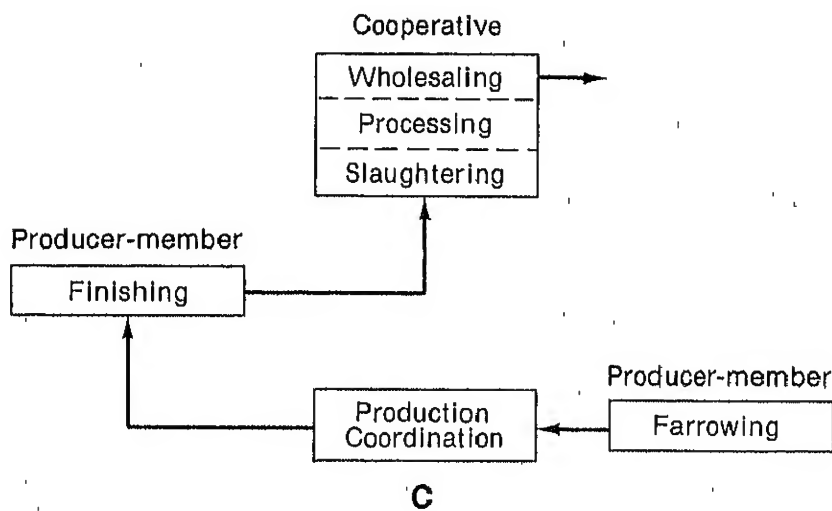 Cooperative
Wholesaling
Processing
Slaughtering
Producer-member
Finishing
Producer-member
Production
Coordination
Farrowing
C